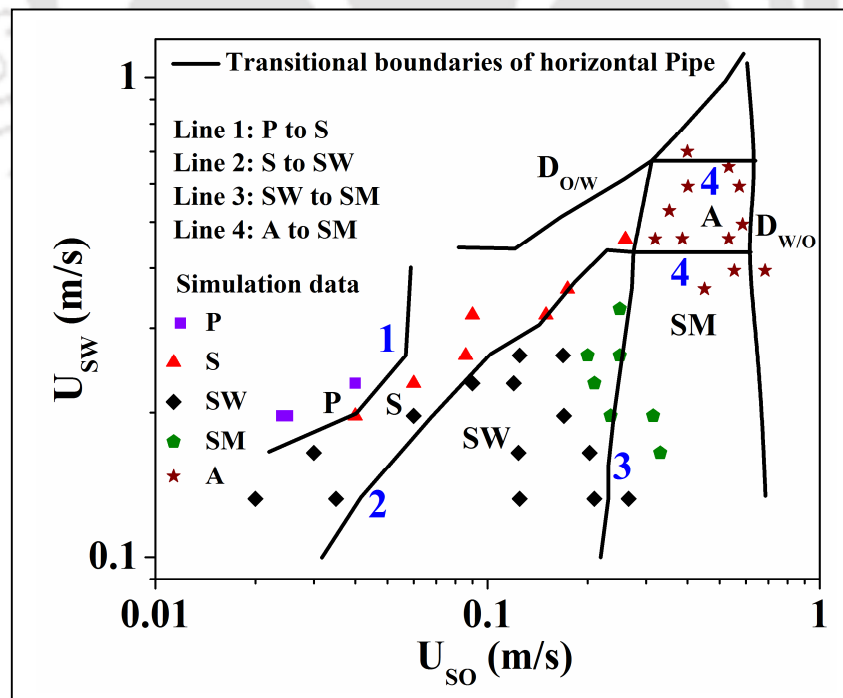 1
Transitional boundaries of horizontal Pipe
Line 1: P to S
Line 2: S to SW
Line 3: SW to SM
Line 4: A to SM
D_O/W
4
A
D_W/O
Simulation data
P
S
SW
SM
A
4
SM
1
P
S
SW
2
3
0.1
0.01
0.1
1
U_SW (m/s)
U_SO (m/s)